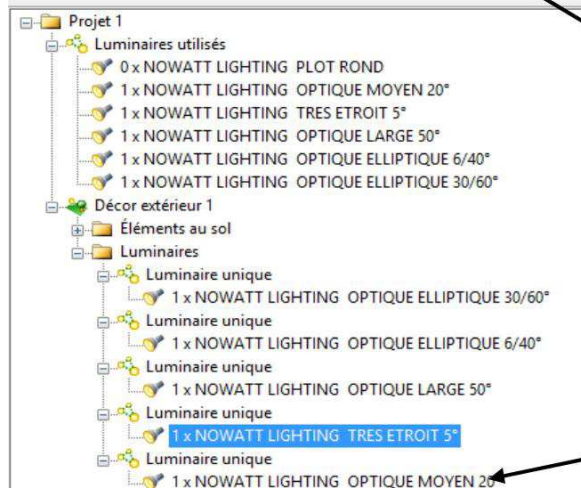 Projet 1
Luminaires utilisés
0 x NOWATT LIGHTING PLOT ROND
1 x NOWATT LIGHTING OPTIQUE MOYEN 20°
1 x NOWATT LIGHTING TRES ETROIT 5°
1 x NOWATT LIGHTING OPTIQUE LARGE 50°
1 x NOWATT LIGHTING OPTIQUE ELLIPTIQUE 6/40°
1 x NOWATT LIGHTING OPTIQUE ELLIPTIQUE 30/60°
Décor extérieur 1
Éléments au sol
Luminaires
Luminaire unique
1 x NOWATT LIGHTING OPTIQUE ELLIPTIQUE 30/60°
Luminaire unique
1 x NOWATT LIGHTING OPTIQUE ELLIPTIQUE 6/40°
Luminaire unique
1 x NOWATT LIGHTING OPTIQUE LARGE 50°
Luminaire unique
1 x NOWATT LIGHTING TRES ETROIT 5°
Luminaire unique
1 x NOWATT LIGHTING OPTIQUE MOYEN 20